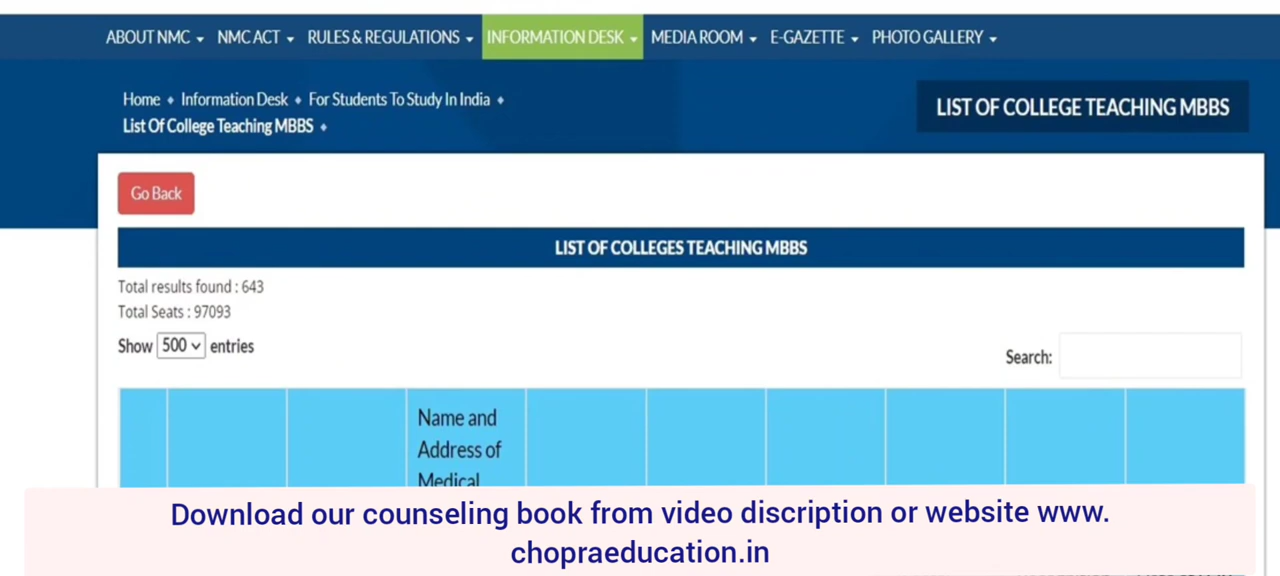 ABOUT NMC NMC ACT RULES & REGULATIONS INFORMATION DESK MEDIA ROOM E-GAZETTE PHOTO GALLERY
Home Information Desk For Students To Study In India
List Of College Teaching MBBS
LIST OF COLLEGE TEACHING MBBS
Go Back
LIST OF COLLEGES TEACHING MBBS
Total results found : 643
Total Seats : 97093
Show 500 entries
Search:
Name and
Address of
Medical
Download our counseling book from video discription or website www.
chopraeducation.in